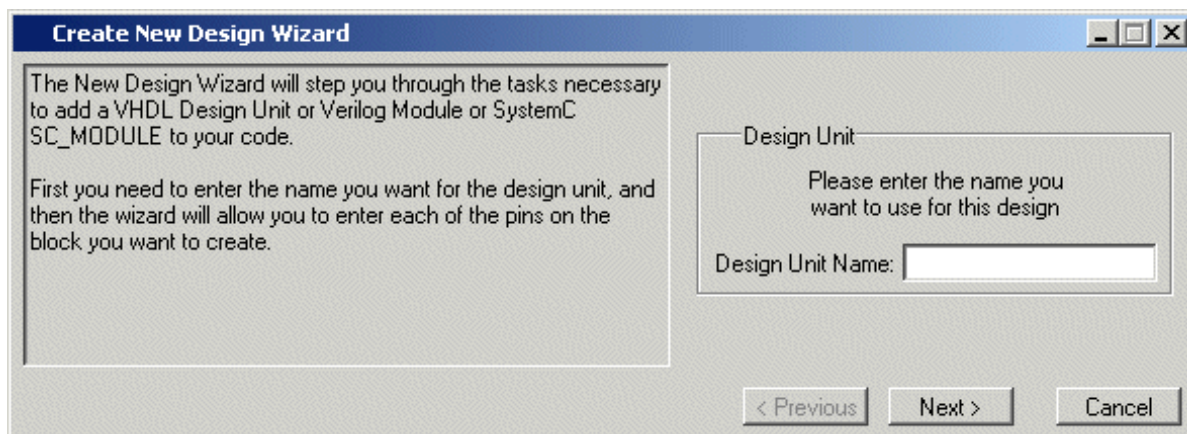 Create New Design Wizard
The New Design Wizard will step you through the tasks necessary
to add a VHDL Design Unit or Verilog Module or SystemC
SC_MODULE to your code.
First you need to enter the name you want for the design unit, and
then the wizard will allow you to enter each of the pins on the
block you want to create.
Design Unit
Please enter the name you
want to use for this design
Design Unit Name:
< Previous
Next >
Cancel